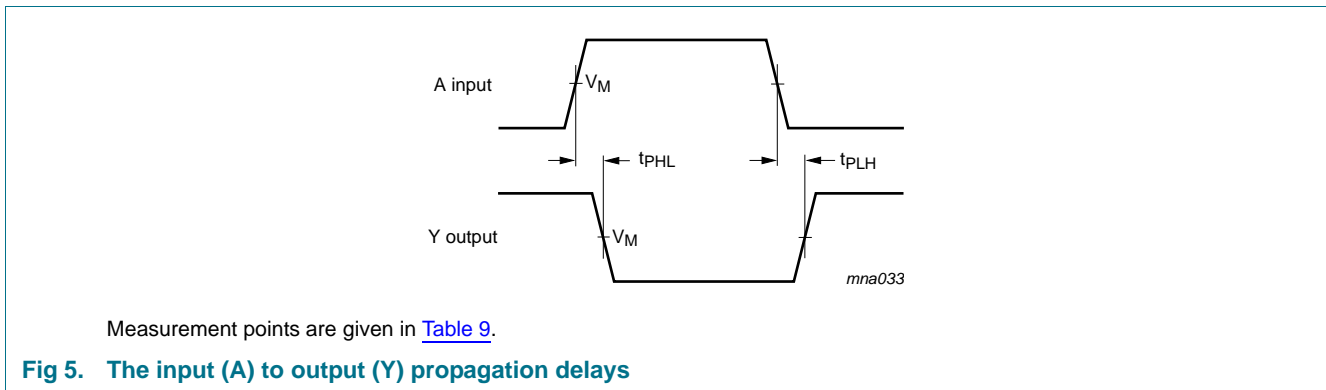 A input
VM
tPHL
tPLH
Y output
VM
mna033
Measurement points are given in Table 9.
Fig 5. The input (A) to output (Y) propagation delays